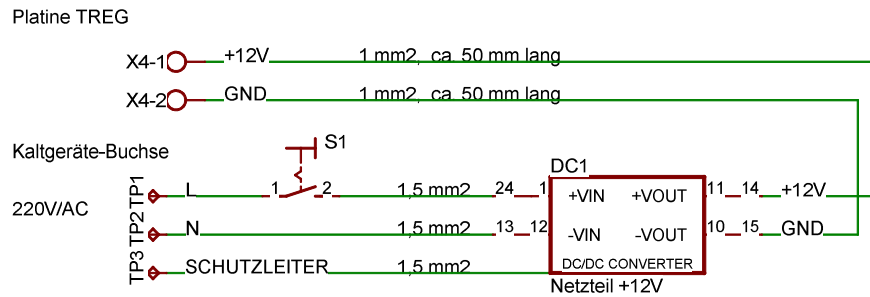 Platine TREG
X4-1 +12V 1 mm2, ca. 50 mm lang
X4-2 GND 1 mm2, ca. 50 mm lang
Kaltgeräte-Buchse
S1
DC1
TP1 L 1 2 1,5 mm2 24 1 +VIN +VOUT 11 14 +12V
220V/AC
TP2 N 1,5 mm2 13 12 -VIN -VOUT 10 15 GND
TP3 SCHUTZLEITER 1,5 mm2 DC/DC CONVERTER
Netzteil +12V